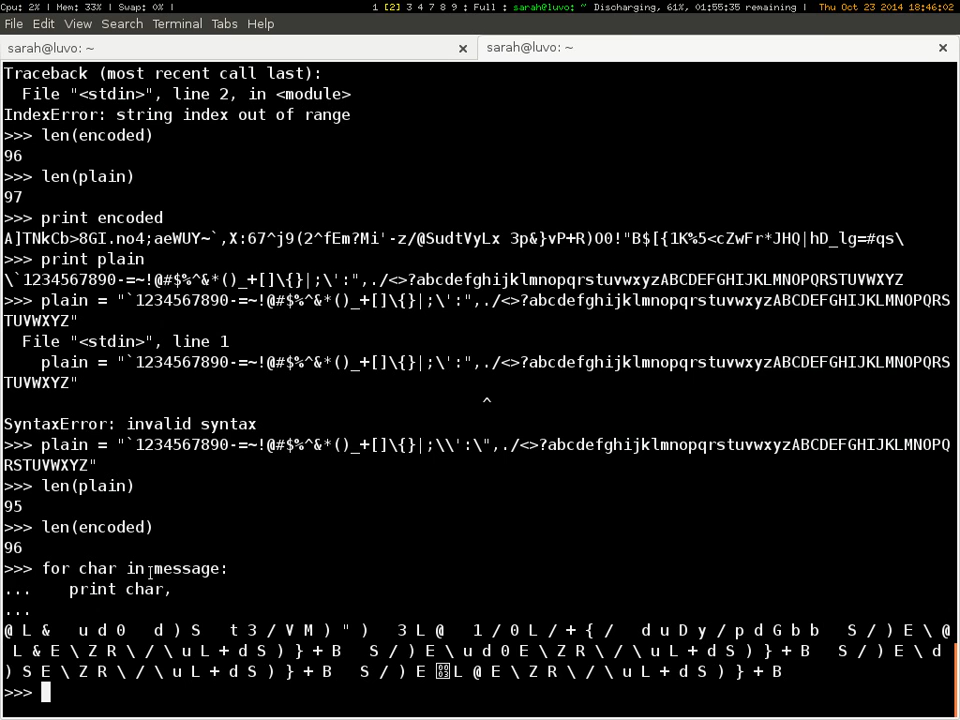 Cpu: 2% | Mem: 33% | Swap: 0% | 1 [2] 3 4 7 8 9 : Full : sarah@luvo: ~ Discharging, 61%, 01:55:35 remaining | Thu Oct 23 2014 18:46:02
File Edit View Search Terminal Tabs Help
sarah@luvo: ~ × sarah@luvo: ~ ×
Traceback (most recent call last):
  File "<stdin>", line 2, in <module>
IndexError: string index out of range
>>> len(encoded)
96
>>> len(plain)
97
>>> print encoded
A]TNkCb>8GI.no4;aeWUY~`,X:67^j9(2^fEm?Mi'-z/@SudtVyLx 3p&}vP+R)O0!"B$[{1K%5<cZwFr*JHQ|hD_lg=#qs\
>>> print plain
\`1234567890-=~!@#$%^&*()_+[]\{}|;\':",./<>?abcdefghijklmnopqrstuvwxyzABCDEFGHIJKLMNOPQRSTUVWXYZ
>>> plain = "`1234567890-=~!@#$%^&*()_+[]\{}|;\':",./<>?abcdefghijklmnopqrstuvwxyzABCDEFGHIJKLMNOPQRS
TUVWXYZ"
  File "<stdin>", line 1
    plain = "`1234567890-=~!@#$%^&*()_+[]\{}|;\':",./<>?abcdefghijklmnopqrstuvwxyzABCDEFGHIJKLMNOPQRS
TUVWXYZ"
^
SyntaxError: invalid syntax
>>> plain = "`1234567890-=~!@#$%^&*()_+[]\{}|;\\':\",./<>?abcdefghijklmnopqrstuvwxyzABCDEFGHIJKLMNOPQ
RSTUVWXYZ"
>>> len(plain)
95
>>> len(encoded)
96
>>> for char in message:
...    print char,
...
@ L &   u d 0   d ) S   t 3 / V M ) " )   3 L @   1 / 0 L / + { /   d u D y / p d G b b   S / ) E \ @
 L & E \ Z R \ / \ u L + d S ) } + B   S / ) E \ u d 0 E \ Z R \ / \ u L + d S ) } + B   S / ) E \ d
) S E \ Z R \ / \ u L + d S ) } + B   S / ) E L @ E \ Z R \ / \ u L + d S ) } + B
>>>